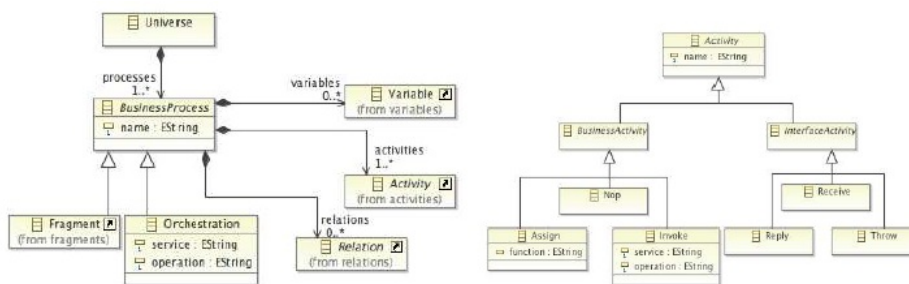 Universe
processes
1..*
BusinessProcess
name : EString
variables
0..*
Variable
(from variables)
activities
1..*
Activity
(from activities)
relations
0..*
Relation
(from relations)
Fragment
(from fragments)
Orchestration
service : EString
operation : EString
Activity
name : EString
BusinessActivity
InterfaceActivity
Nop
Receive
Assign
function : EString
Invoke
service : EString
operation : EString
Reply
Throw